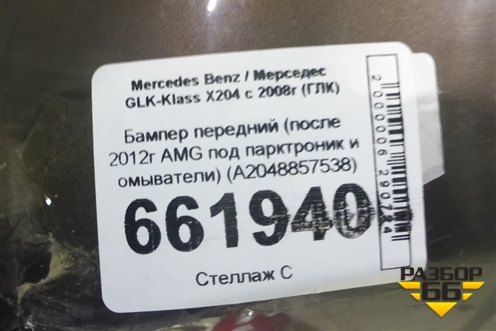 Mercedes Benz / Мерседес
GLK-Klass X204 с 2008г (ГЛК)
Бампер передний (после
2012г AMG под парктроник и
омыватели) (A2048857538)
661940
Стеллаж С
2000006290724
РАЗБОР
66